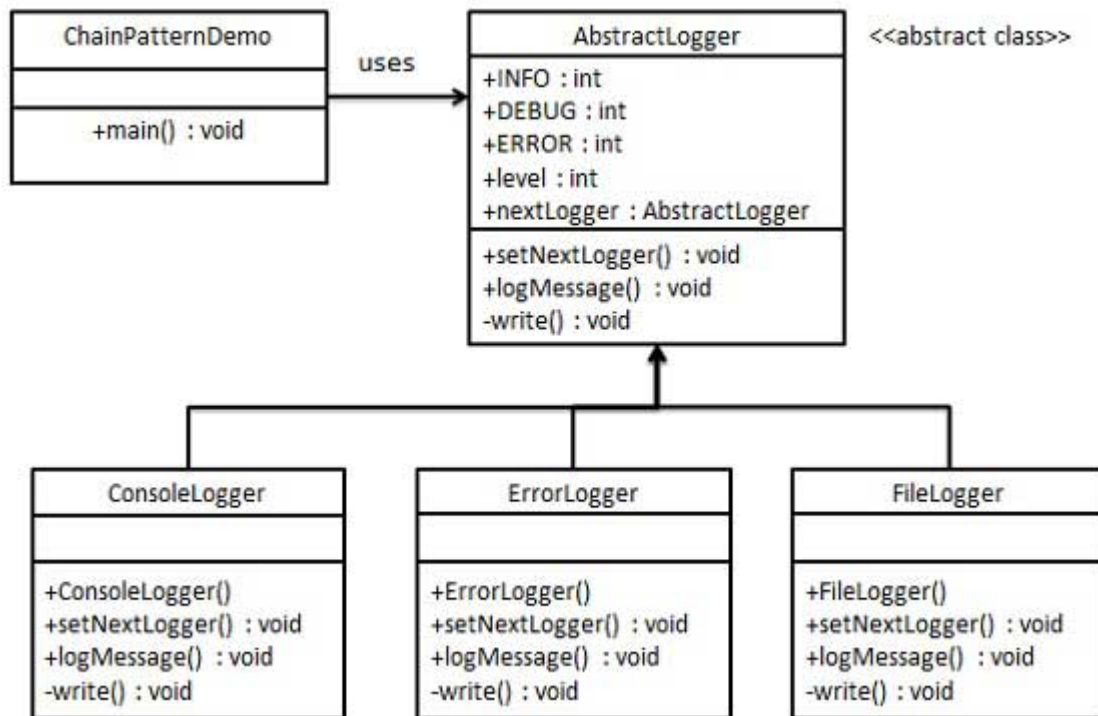 ChainPatternDemo
+main() : void
uses
AbstractLogger
<<abstract class>>
+INFO : int
+DEBUG : int
+ERROR : int
+level : int
+nextLogger : AbstractLogger
+setNextLogger() : void
+logMessage() : void
-write() : void
ConsoleLogger
+ConsoleLogger()
+setNextLogger() : void
+logMessage() : void
-write() : void
ErrorLogger
+ErrorLogger()
+setNextLogger() : void
+logMessage() : void
-write() : void
FileLogger
+FileLogger()
+setNextLogger() : void
+logMessage() : void
-write() : void